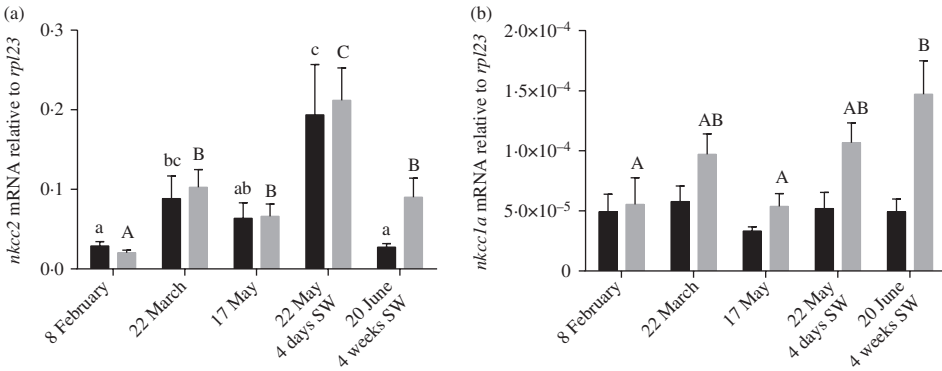 (a)
nkcc2 mRNA relative to rpl23
0·3
0·2
0·1
0·0
a
A
bc
B
ab
B
c
C
a
B
8 February
22 March
17 May
22 May
4 days SW
20 June
4 weeks SW
(b)
nkcc1a mRNA relative to rpl23
2·0×10⁻⁴
1·5×10⁻⁴
1·0×10⁻⁴
5·0×10⁻⁵
0
A
AB
A
AB
B
8 February
22 March
17 May
22 May
4 days SW
20 June
4 weeks SW